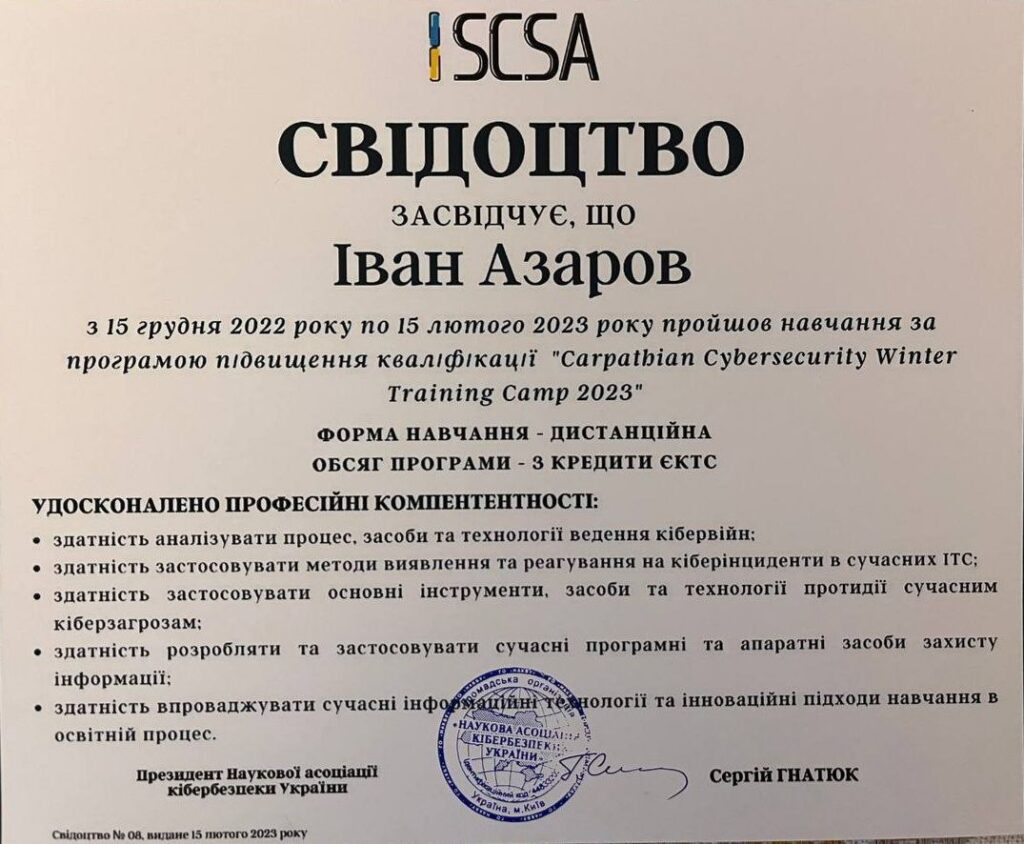 SCSA
СВІДОЦТВО
ЗАСВІДЧУЄ, ЩО
Іван Азаров
з 15 грудня 2022 року по 15 лютого 2023 року пройшов навчання за
програмою підвищення кваліфікації "Carpathian Cybersecurity Winter
Training Camp 2023"
ФОРМА НАВЧАННЯ - ДИСТАНЦІЙНА
ОБСЯГ ПРОГРАМИ - 3 КРЕДИТИ ЄКТС
УДОСКОНАЛЕНО ПРОФЕСІЙНІ КОМПЕНТЕНТНОСТІ:
• здатність аналізувати процес, засоби та технології ведення кібервійн;
• здатність застосовувати методи виявлення та реагування на кіберінциденти в сучасних ІТС;
• здатність застосовувати основні інструменти, засоби та технології протидії сучасним
кіберзагрозам;
• здатність розробляти та застосовувати сучасні програмні та апаратні засоби захисту
інформації;
• здатність впроваджувати сучасні інформаційні технології та інноваційні підходи навчання в
освітній процес.
громадська організація
НАУКОВА АСОЦІАЦІЯ
КІБЕРБЕЗПЕКИ
УКРАЇНИ
ідентифікаційний код
Україна, м.Київ
Президент Наукової асоціації
кібербезпеки України
Сергій ГНАТЮК
Свідоцтво № 08, видане 15 лютого 2023 року